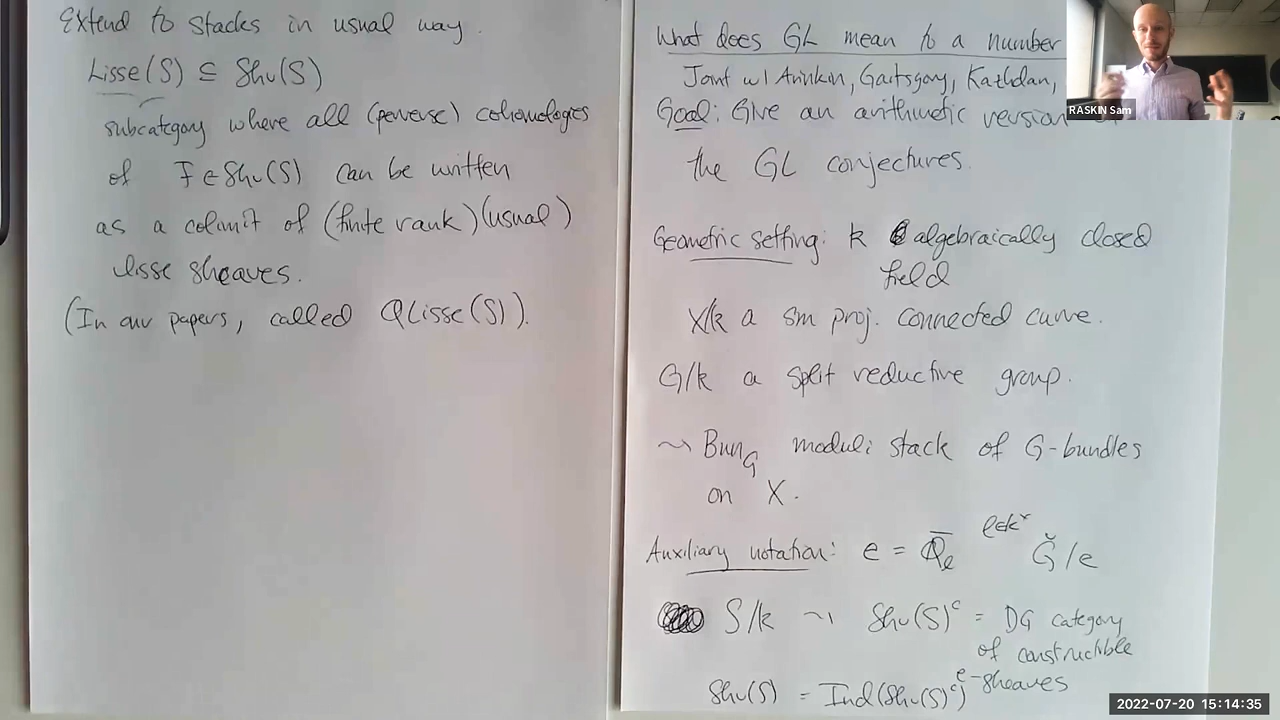 Extend to stacks in usual way.
Lisse(S) ⊆ Shv(S)
subcategory where all (perverse) cohomologies
of F ∈ Shv(S) can be written
as a colimit of (finite rank)(usual)
lisse sheaves.
(In our papers, called QLisse(S)).
What does GL mean to a number
Joint w/ Arinkin, Gaitsgory, Kazhdan,
Goal: Give an arithmetic version of
the GL conjectures.
Geometric setting: k algebraically closed
field
X/k a sm proj. connected curve.
G/k a split reductive group.
⇝ Bun_G moduli stack of G-bundles
on X.
Auxiliary notation: e = Q̄_ℓ ℓ∈k^× Ǧ/e
S/k ⇝ Shv(S)^c = DG category
of constructible
e-sheaves
Shv(S) = Ind(Shv(S)^c)
RASKIN Sam
2022-07-20 15:14:35